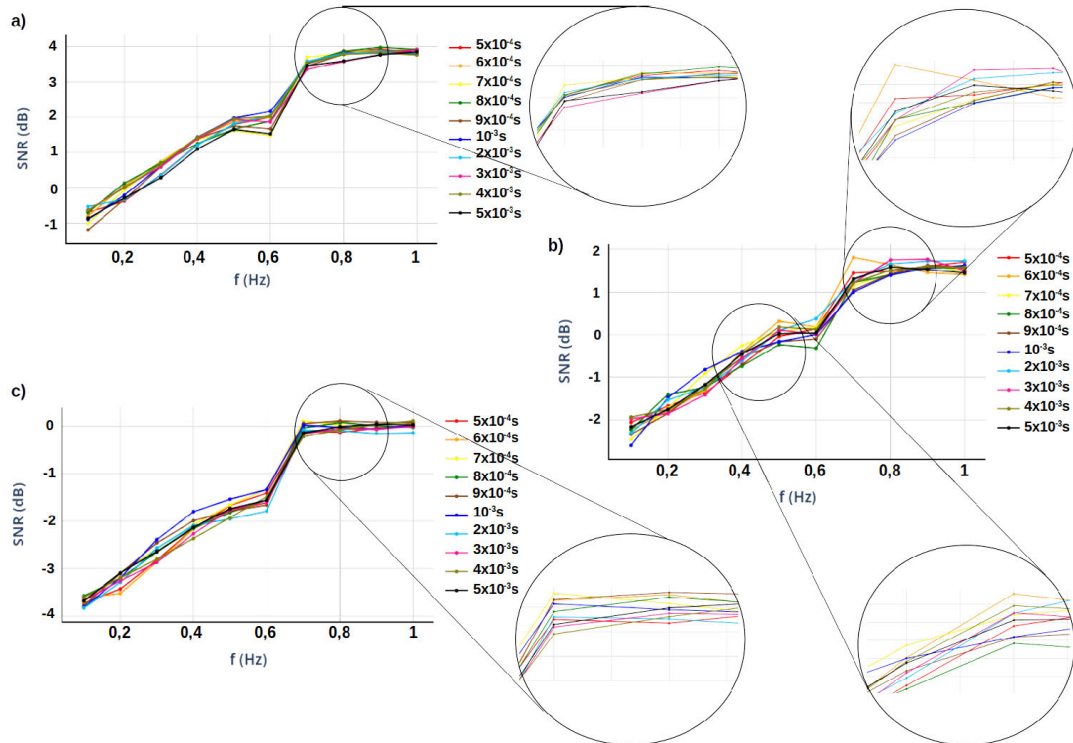 a)
SNR (dB)
4
3
2
1
0
-1
0,2
0,4
0,6
0,8
1
f (Hz)
5x10⁻⁴s
6x10⁻⁴s
7x10⁻⁴s
8x10⁻⁴s
9x10⁻⁴s
10⁻³s
2x10⁻³s
3x10⁻³s
4x10⁻³s
5x10⁻³s
b)
SNR (dB)
2
1
0
-1
-2
0,2
0,4
0,6
0,8
1
f (Hz)
5x10⁻⁴s
6x10⁻⁴s
7x10⁻⁴s
8x10⁻⁴s
9x10⁻⁴s
10⁻³s
2x10⁻³s
3x10⁻³s
4x10⁻³s
5x10⁻³s
c)
SNR (dB)
0
-1
-2
-3
-4
0,2
0,4
0,6
0,8
1
f (Hz)
5x10⁻⁴s
6x10⁻⁴s
7x10⁻⁴s
8x10⁻⁴s
9x10⁻⁴s
10⁻³s
2x10⁻³s
3x10⁻³s
4x10⁻³s
5x10⁻³s